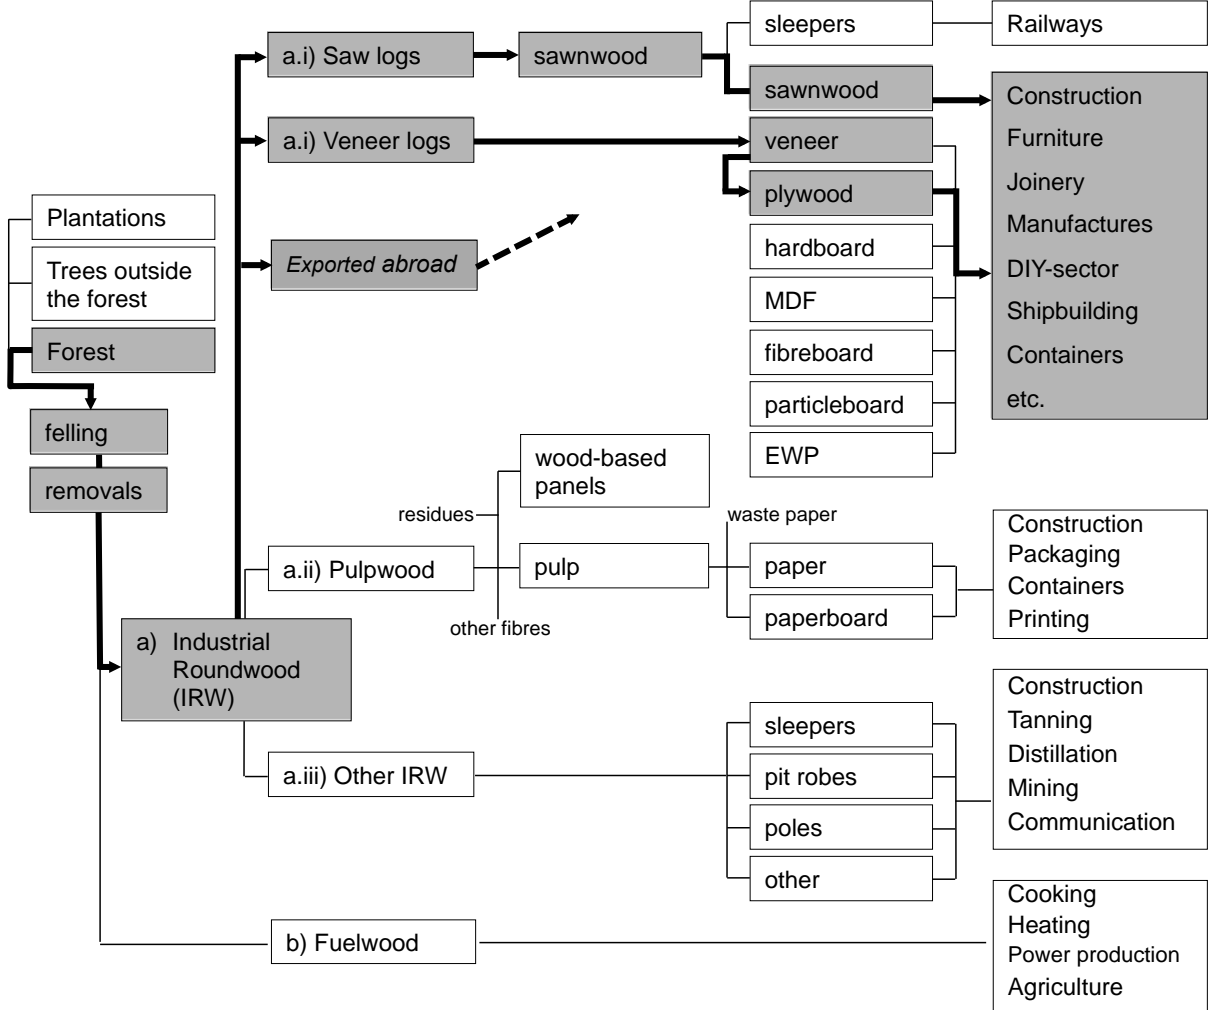 sleepers
Railways
a.i) Saw logs
sawnwood
sawnwood
Construction
Furniture
Joinery
Manufactures
DIY-sector
Shipbuilding
Containers
etc.
a.i) Veneer logs
veneer
plywood
Plantations
Trees outside
the forest
Forest
Exported abroad
hardboard
MDF
fibreboard
particleboard
EWP
felling
removals
wood-based
panels
residues
waste paper
a.ii) Pulpwood
pulp
paper
paperboard
other fibres
Construction
Packaging
Containers
Printing
a) Industrial
Roundwood
(IRW)
a.iii) Other IRW
sleepers
pit robes
poles
other
Construction
Tanning
Distillation
Mining
Communication
b) Fuelwood
Cooking
Heating
Power production
Agriculture